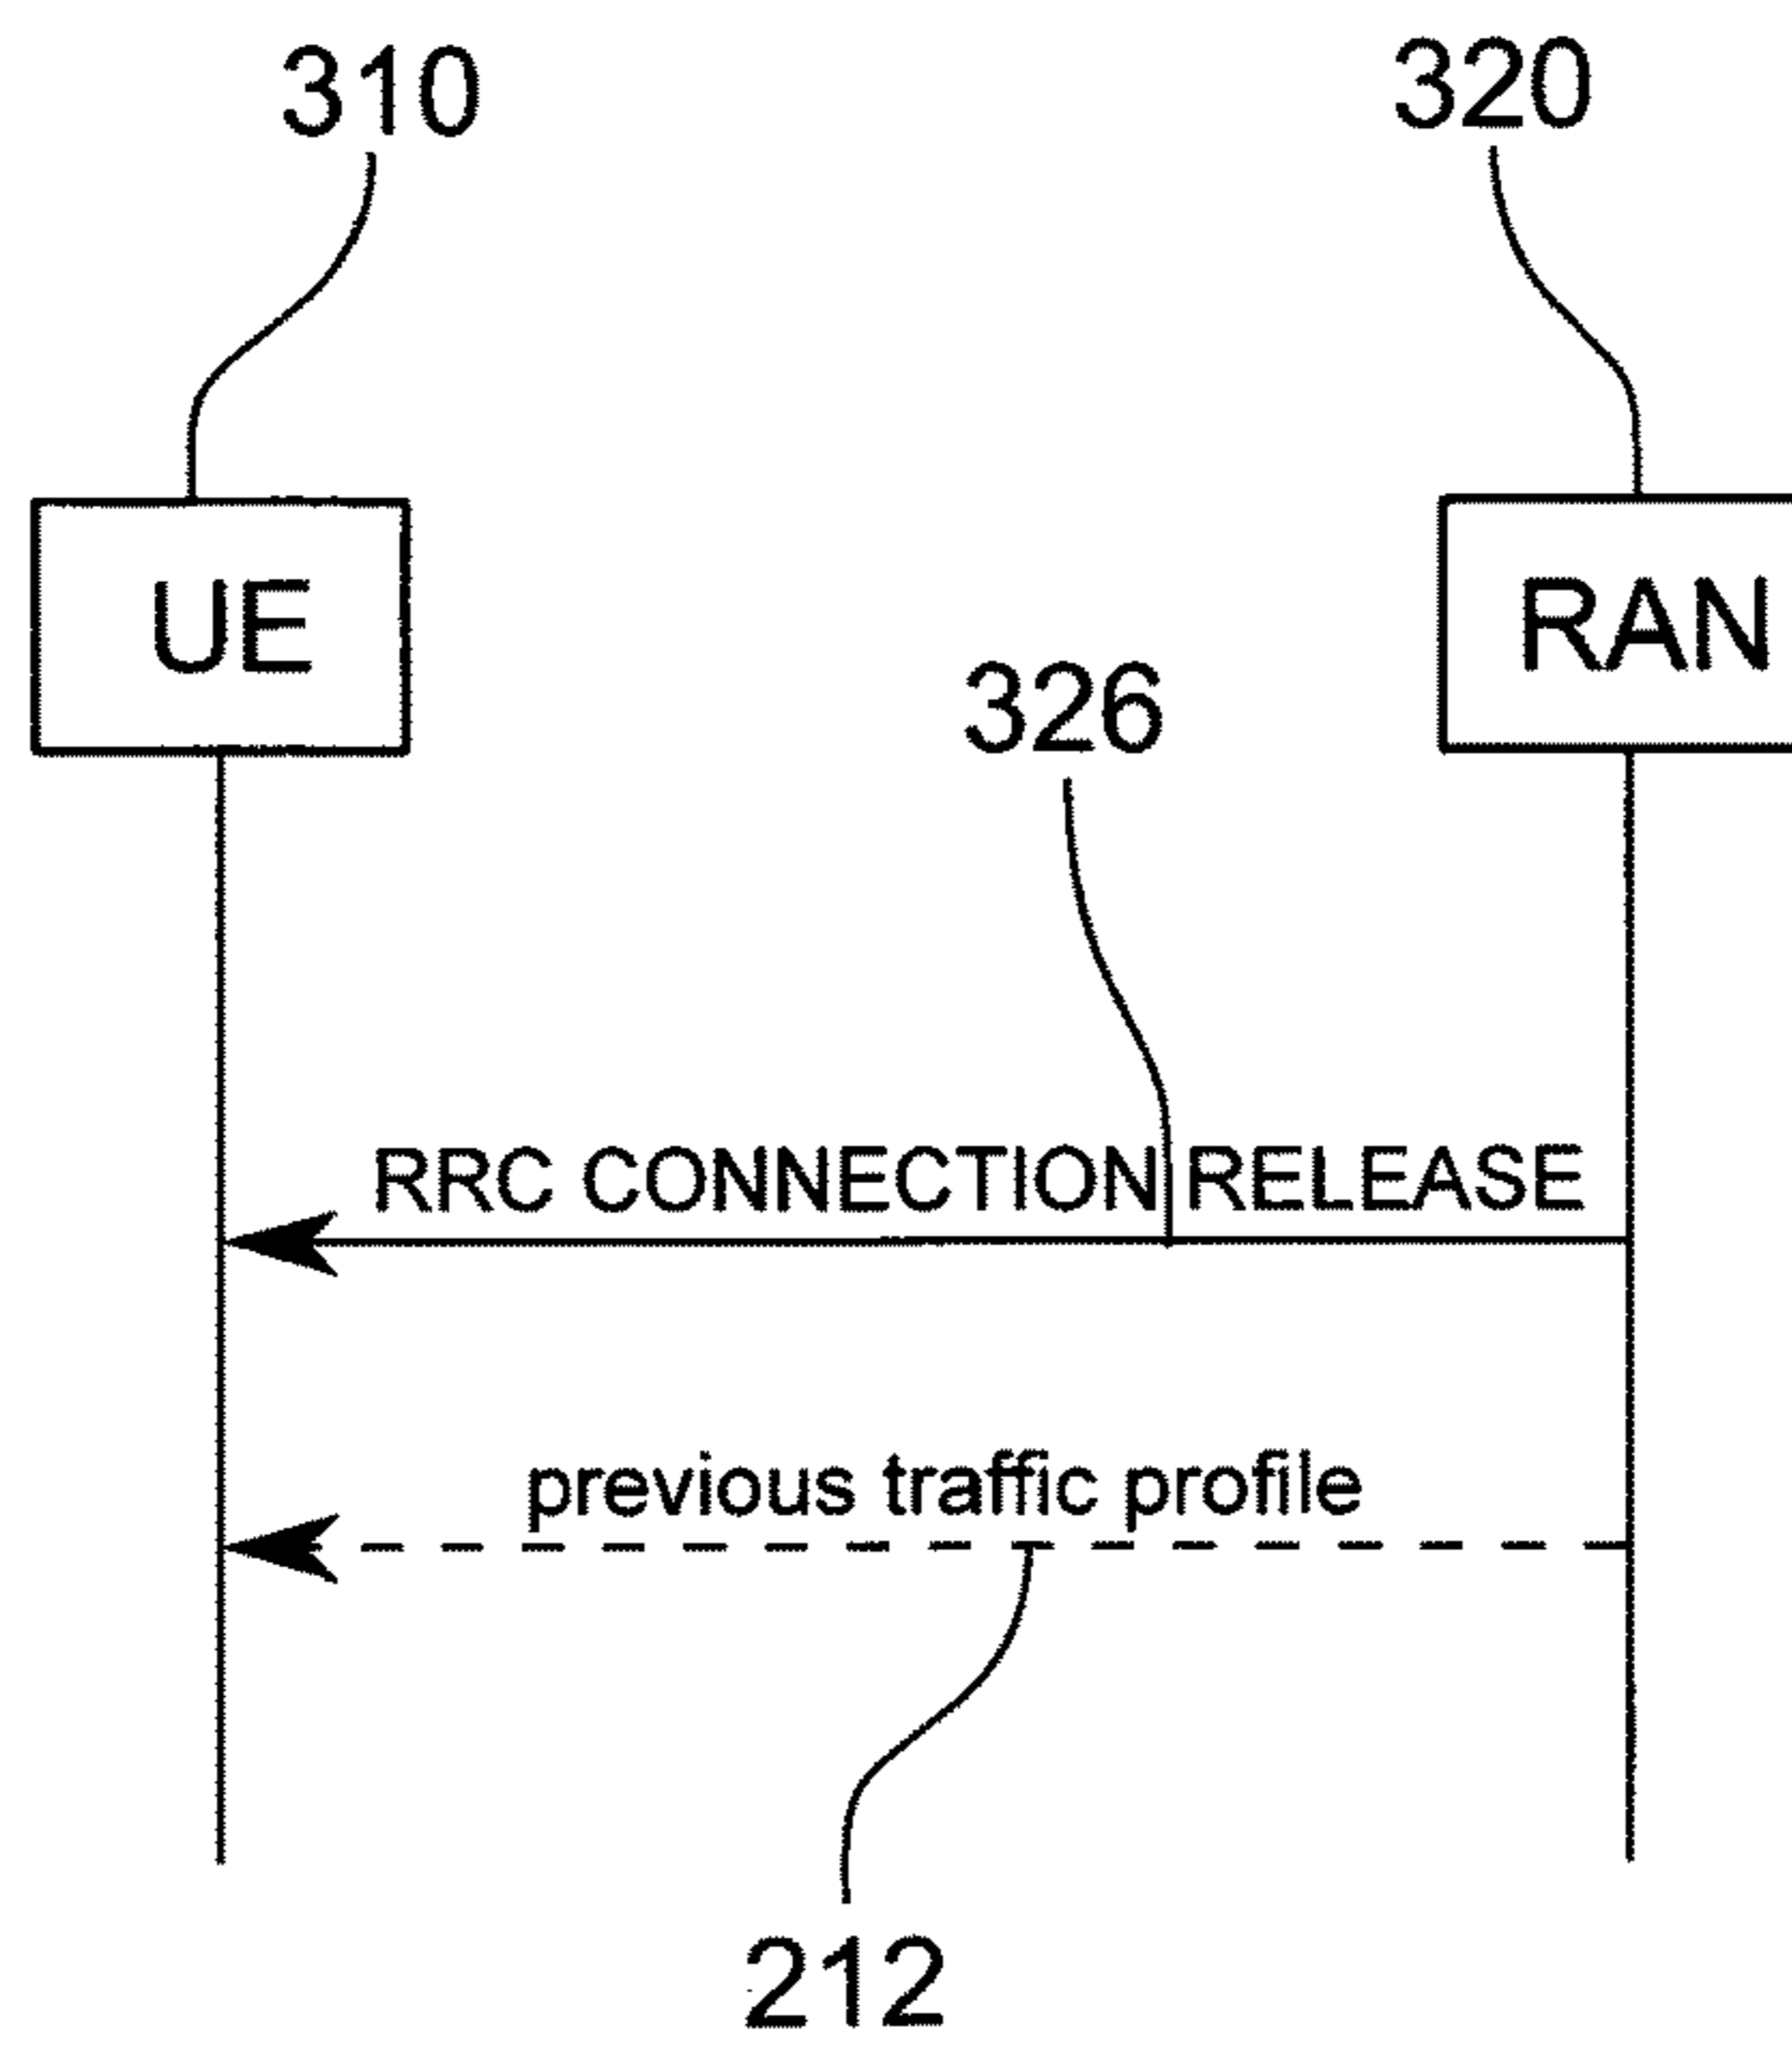 310 320
UE RAN
326
RRC CONNECTION RELEASE
previous traffic profile
212